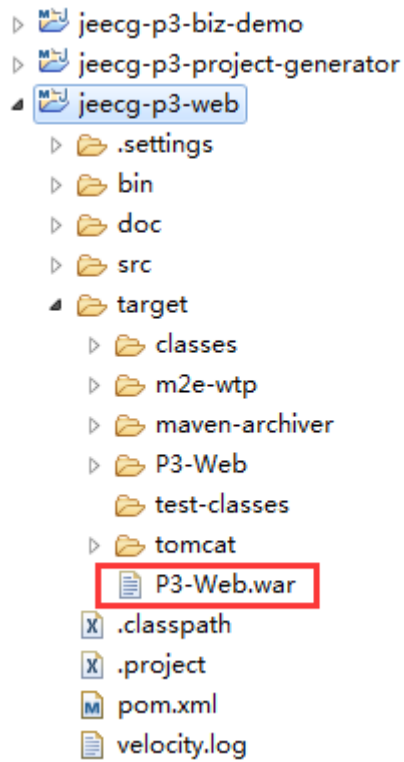 jeecg-p3-biz-demo
jeecg-p3-project-generator
jeecg-p3-web
.settings
bin
doc
src
target
classes
m2e-wtp
maven-archiver
P3-Web
test-classes
tomcat
P3-Web.war
.classpath
.project
pom.xml
velocity.log